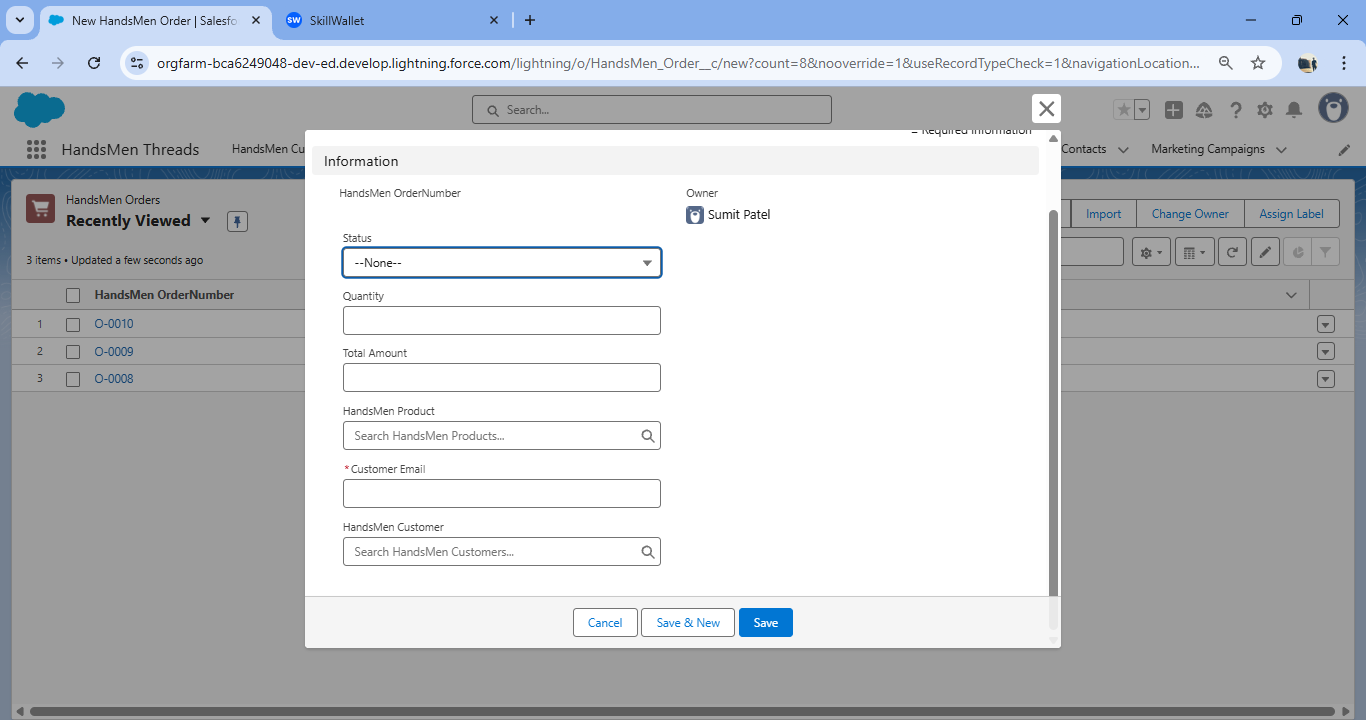 New HandsMen Order | Salesfo
SkillWallet
orgfarm-bca6249048-dev-ed.develop.lightning.force.com/lightning/o/HandsMen_Order__c/new?count=8&nooverride=1&useRecordTypeCheck=1&navigationLocation...
Search...
= Required Information
HandsMen Threads
HandsMen Cu
Contacts
Marketing Campaigns
Information
HandsMen Orders
Recently Viewed
Import
Change Owner
Assign Label
3 items • Updated a few seconds ago
HandsMen OrderNumber
1 O-0010
2 O-0009
3 O-0008
HandsMen OrderNumber
Owner
Sumit Patel
Status
--None--
Quantity
Total Amount
HandsMen Product
Search HandsMen Products...
*Customer Email
HandsMen Customer
Search HandsMen Customers...
Cancel
Save & New
Save